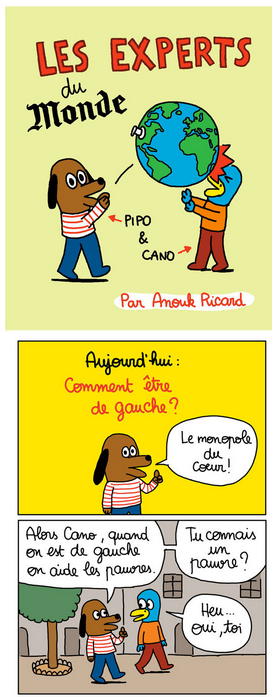 LES EXPERTS
du
Monde
PIPO
&
CANO
Par Anouk Ricard
Aujourd'hui :
Comment être
de gauche ?
Le monopole
du
Coeur !
Alors Cano, quand
on est de gauche
on aide les pauvres.
Tu connais
un
pauvre ?
Heu...
oui, toi